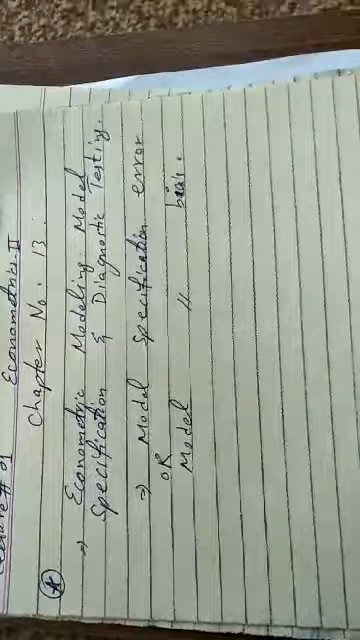 Lecture # 01 Econometrics-II
Chapter No: 13.
⇒ Econometric Modeling Model
Specification & Diagnostic Testing.
⇒ Model Specification error
OR
Model 〃 bias.